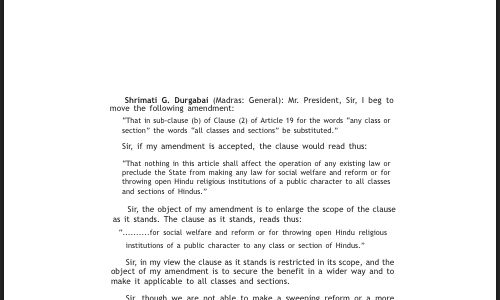 Shrimati G. Durgabai (Madras: General): Mr. President, Sir, I beg to
move the following amendment:
"That in sub-clause (b) of Clause (2) of Article 19 for the words "any class or
section" the words "all classes and sections" be substituted."
Sir, if my amendment is accepted, the clause would read thus:
"That nothing in this article shall affect the operation of any existing law or
preclude the State from making any law for social welfare and reform or for
throwing open Hindu religious institutions of a public character to all classes
and sections of Hindus."
Sir, the object of my amendment is to enlarge the scope of the clause
as it stands. The clause as it stands, reads thus:
"..........for social welfare and reform or for throwing open Hindu religious
institutions of a public character to any class or section of Hindus."
Sir, in my view the clause as it stands is restricted in its scope, and the
object of my amendment is to secure the benefit in a wider way and to
make it applicable to all classes and sections.
Sir, though we are not able to make a sweeping reform or a more